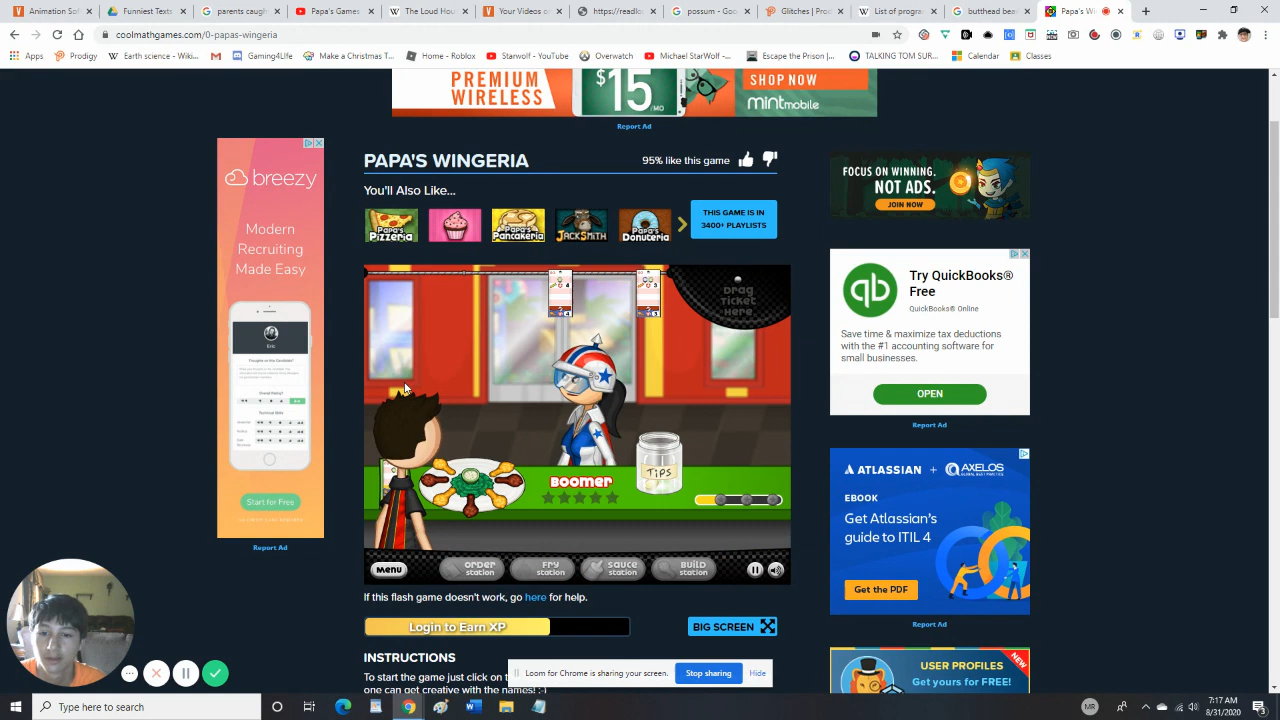 Animation Sof
Animation Sof
parents caugh
Papa's Games
The Loud Hou
Your Videos o
https://readlo
possum - Goo
Glitches | Proc
List of current
butthead bea
Papa's Wi
coolmathgames.com/0-papas-wingeria
Apps
Prodigy
Earth science - Wiki...
Gaming4life
Make a Christmas T...
Home - Roblox
Starwolf - YouTube
Overwatch
Michael Starwolf -...
Escape the Prison |...
TALKING TOM SUR...
Calendar
Classes
PREMIUM
WIRELESS
$15/MO
SHOP NOW
mintmobile
Report Ad
breezy
Modern
Recruiting
Made Easy
Eric
Start for Free
Report Ad
PAPA'S WINGERIA
95% like this game
You'll Also Like...
Papa's Pizzeria
Papa's Pancakeria
JACKSMITH
Papa's Donuteria
THIS GAME IS IN
3400+ PLAYLISTS
DRAG
TICKET
HERE
TIPS
BOOMER
MENU
ORDER
STATION
FRY
STATION
SAUCE
STATION
BUILD
STATION
If this flash game doesn't work, go here for help.
Login to Earn XP
BIG SCREEN
INSTRUCTIONS
To start the game just click on t
one can get creative with the names! :-)
Loom for Chrome is sharing your screen.
Stop sharing
Hide
FOCUS ON WINNING.
NOT ADS.
JOIN NOW
qb
Try QuickBooks®
Free
QuickBooks® Online
Save time & maximize tax deductions
with the #1 accounting software for
small businesses.
OPEN
Report Ad
ATLASSIAN + AXELOS
EBOOK
Get Atlassian's
guide to ITIL 4
Get the PDF
Report Ad
USER PROFILES
NEW
Get yours for FREE!
Type here to search
MR
7:17 AM
8/31/2020